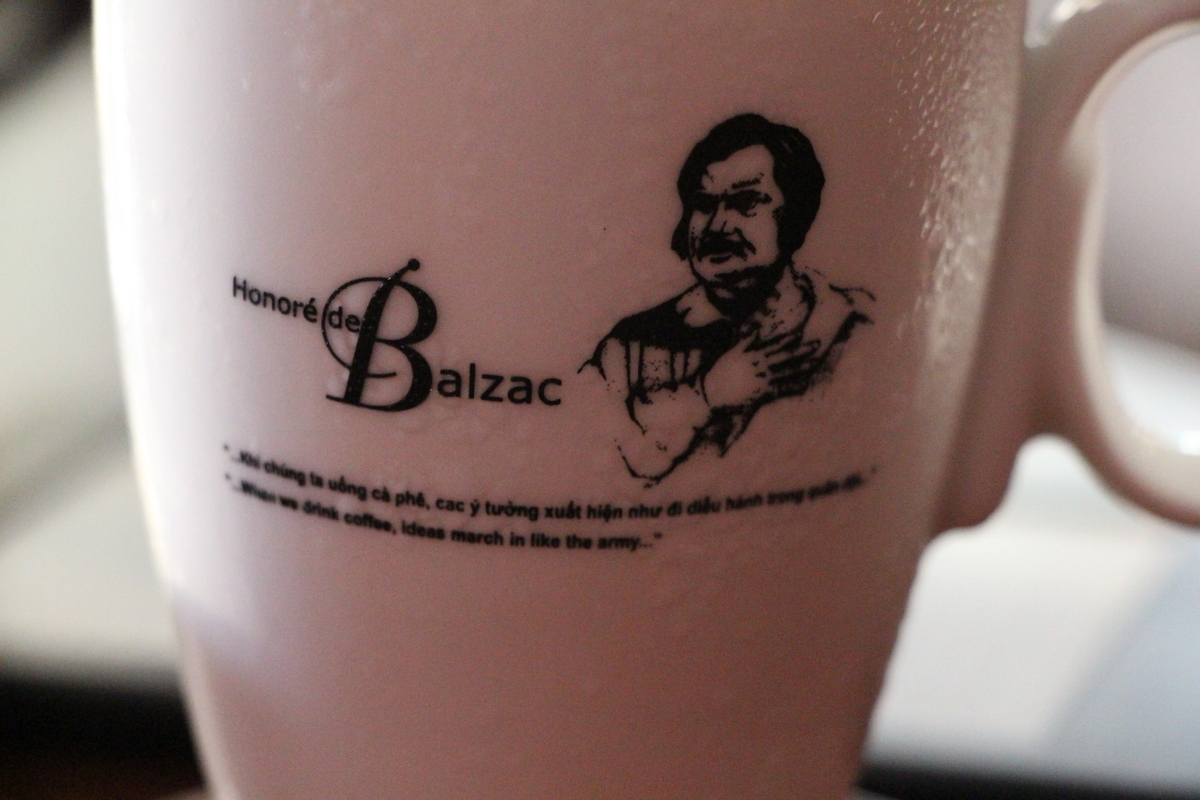 Honoré de
Balzac
"...Khi chúng ta uống cà phê, cac ý tưởng xuất hiện như đi diễu hành trong quân đội..."
"...When we drink coffee, ideas march in like the army..."